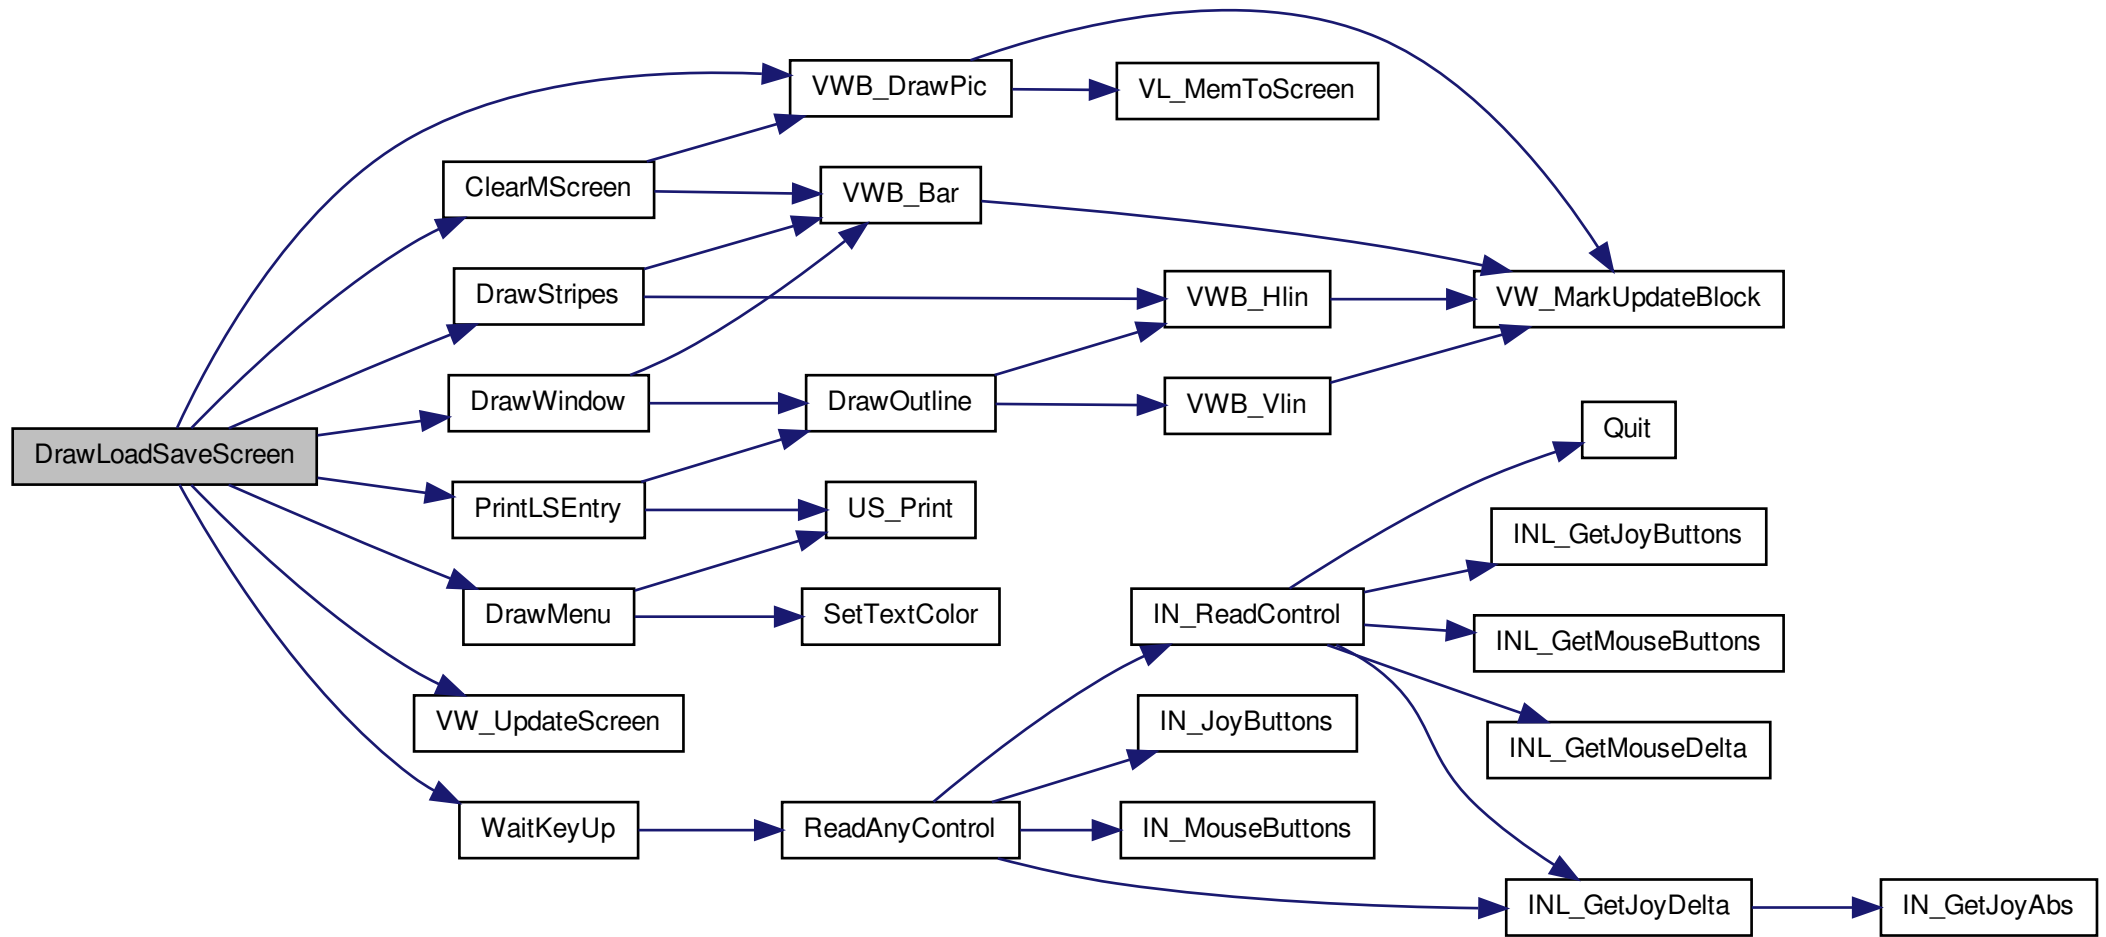 DrawLoadSaveScreen
VWB_DrawPic
VL_MemToScreen
ClearMScreen
VWB_Bar
DrawStripes
VWB_Hlin
VW_MarkUpdateBlock
DrawWindow
DrawOutline
VWB_Vlin
Quit
PrintLSEntry
US_Print
INL_GetJoyButtons
DrawMenu
SetTextColor
IN_ReadControl
INL_GetMouseButtons
VW_UpdateScreen
IN_JoyButtons
INL_GetMouseDelta
WaitKeyUp
ReadAnyControl
IN_MouseButtons
INL_GetJoyDelta
IN_GetJoyAbs